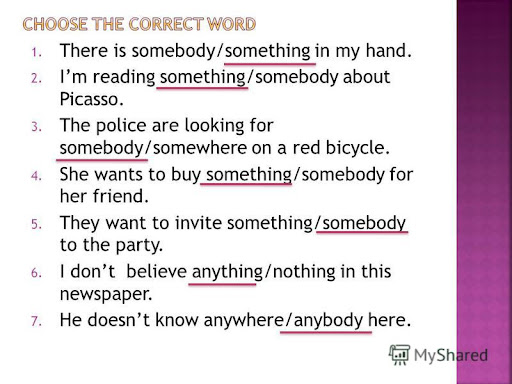 CHOOSE THE CORRECT WORD
1. There is somebody/something in my hand.
2. I'm reading something/somebody about
Picasso.
3. The police are looking for
somebody/somewhere on a red bicycle.
4. She wants to buy something/somebody for
her friend.
5. They want to invite something/somebody
to the party.
6. I don't believe anything/nothing in this
newspaper.
7. He doesn't know anywhere/anybody here.
MyShared